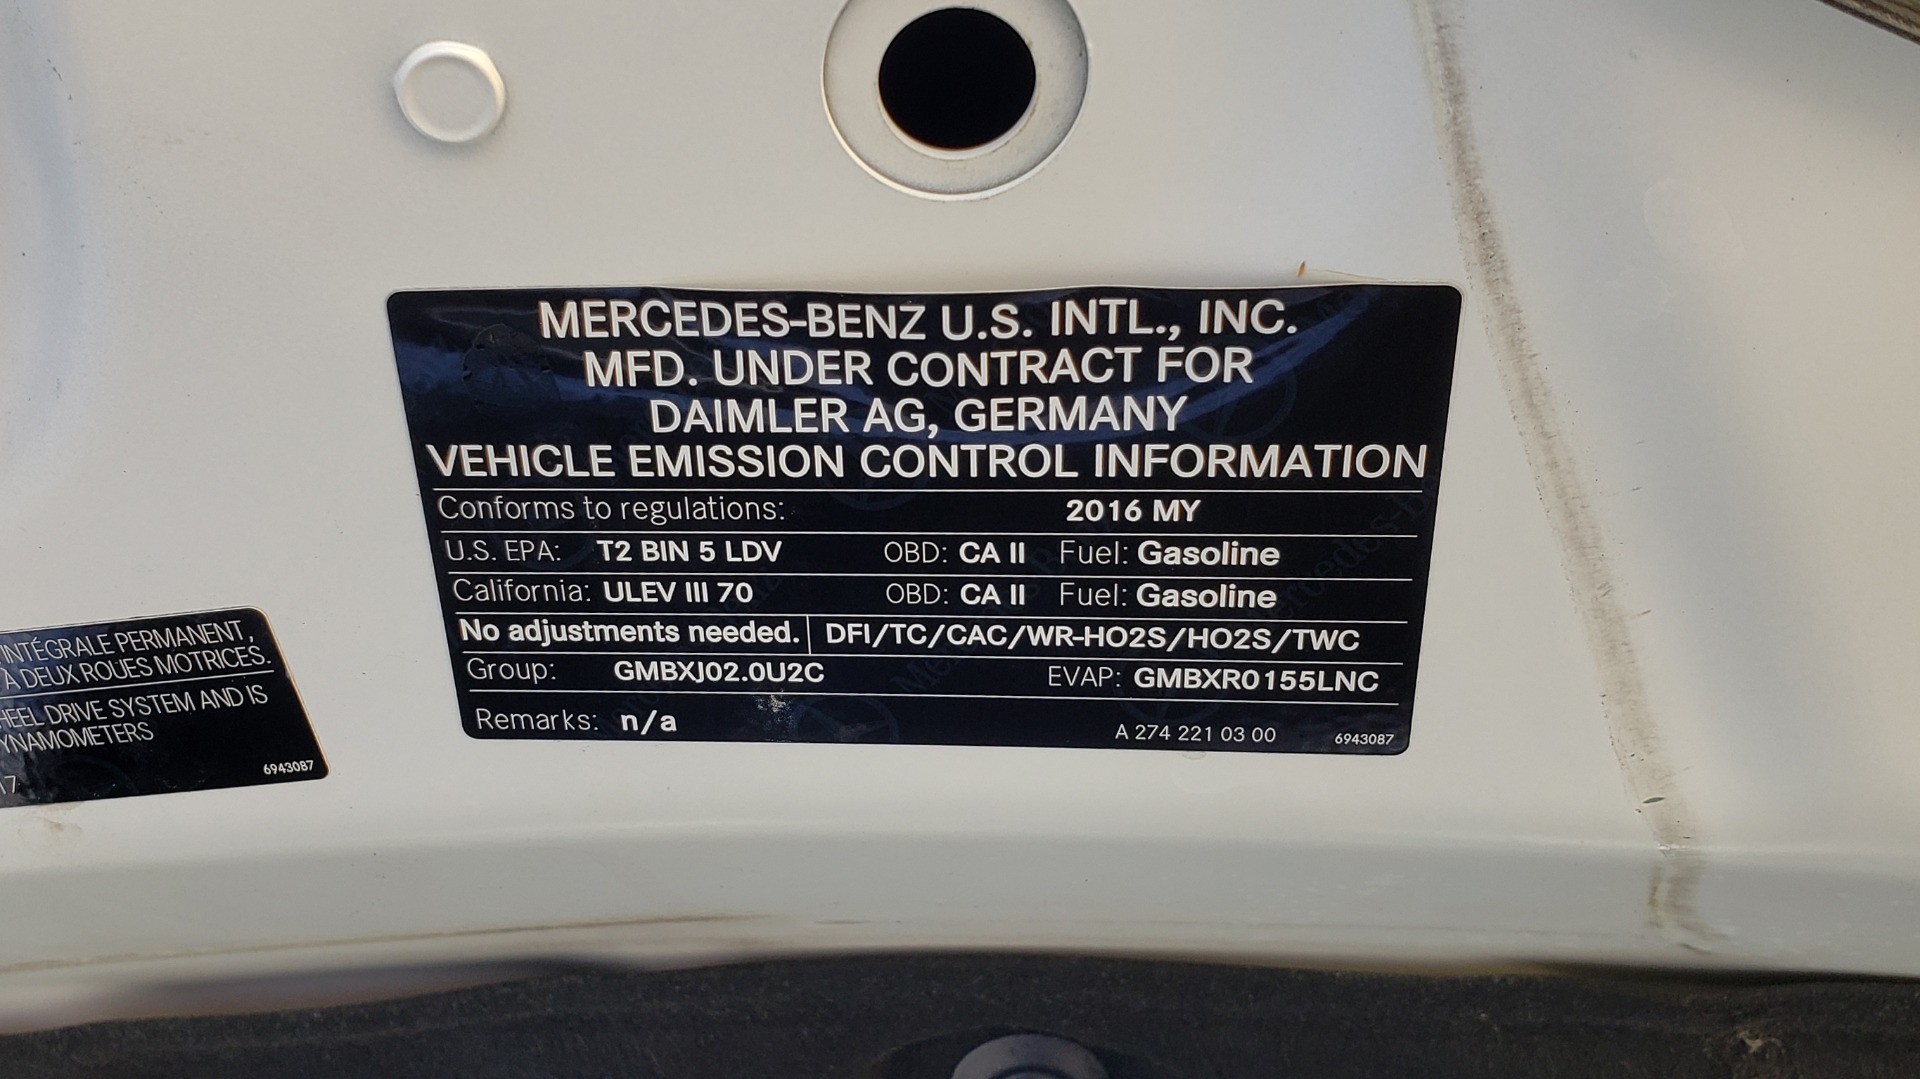 MERCEDES-BENZ U.S. INTL., INC.
MFD. UNDER CONTRACT FOR
DAIMLER AG, GERMANY
VEHICLE EMISSION CONTROL INFORMATION
Conforms to regulations: 2016 MY
U.S. EPA: T2 BIN 5 LDV OBD: CA II Fuel: Gasoline
California: ULEV III 70 OBD: CA II Fuel: Gasoline
No adjustments needed. DFI/TC/CAC/WR-HO2S/HO2S/TWC
Group: GMBXJ02.0U2C EVAP: GMBXR0155LNC
Remarks: n/a A 274 221 03 00 6943087
INTÉGRALE PERMANENT,
À DEUX ROUES MOTRICES.
HEEL DRIVE SYSTEM AND IS
YNAMOMETERS
6943087
17